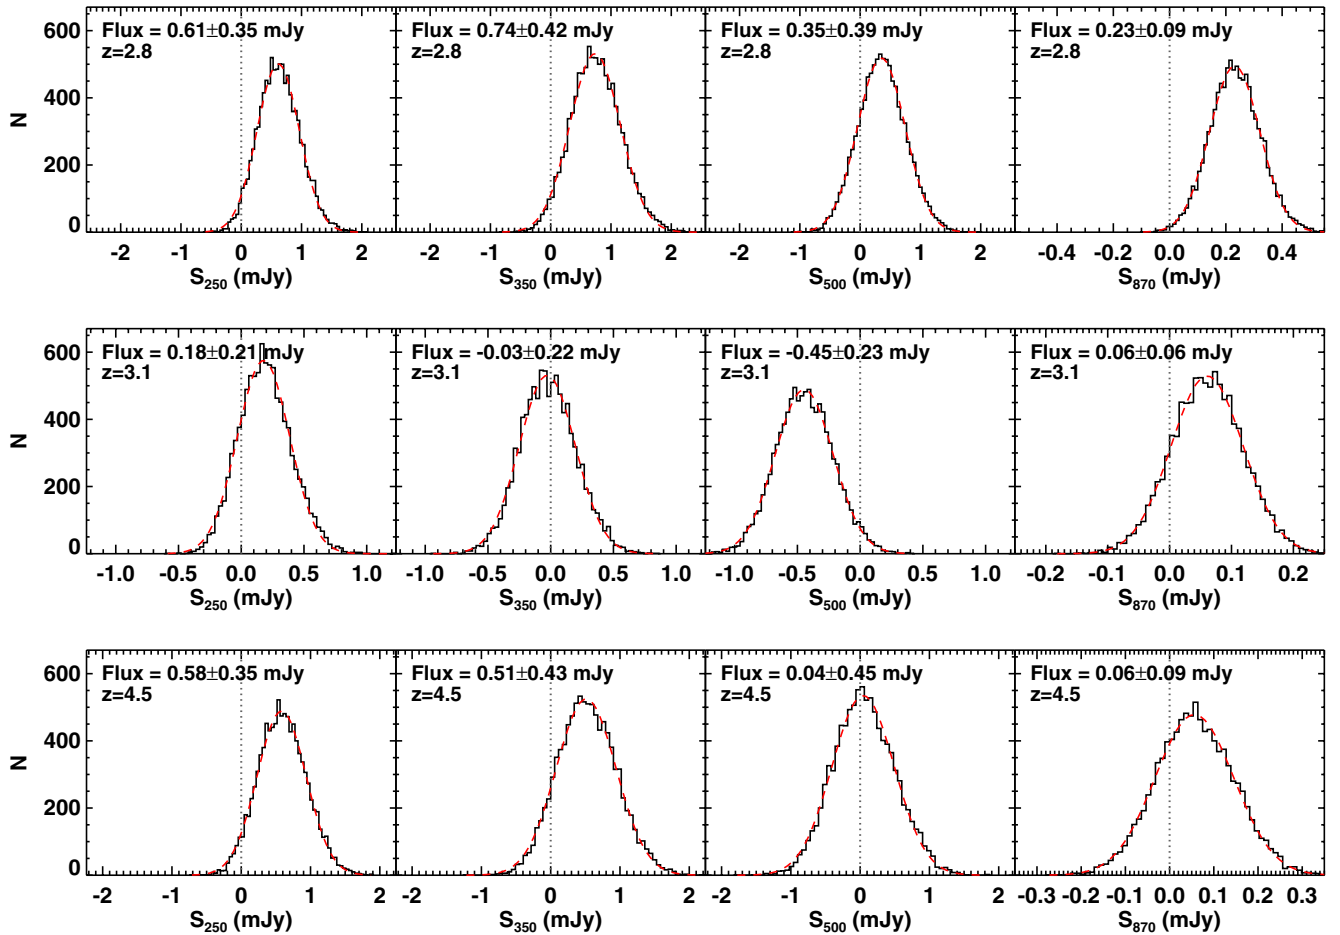 Flux = 0.61±0.35 mJy
z=2.8
Flux = 0.74±0.42 mJy
z=2.8
Flux = 0.35±0.39 mJy
z=2.8
Flux = 0.23±0.09 mJy
z=2.8
N
600
400
200
0
-2 -1 0 1 2
-2 -1 0 1 2
-2 -1 0 1 2
-0.4 -0.2 0.0 0.2 0.4
S250 (mJy)
S350 (mJy)
S500 (mJy)
S870 (mJy)
Flux = 0.18±0.21 mJy
z=3.1
Flux = -0.03±0.22 mJy
z=3.1
Flux = -0.45±0.23 mJy
z=3.1
Flux = 0.06±0.06 mJy
z=3.1
N
600
400
200
0
-1.0 -0.5 0.0 0.5 1.0
-1.0 -0.5 0.0 0.5 1.0
-1.0 -0.5 0.0 0.5 1.0
-0.2 -0.1 0.0 0.1 0.2
S250 (mJy)
S350 (mJy)
S500 (mJy)
S870 (mJy)
Flux = 0.58±0.35 mJy
z=4.5
Flux = 0.51±0.43 mJy
z=4.5
Flux = 0.04±0.45 mJy
z=4.5
Flux = 0.06±0.09 mJy
z=4.5
N
600
400
200
0
-2 -1 0 1 2
-2 -1 0 1 2
-2 -1 0 1 2
-0.3 -0.2 -0.1 0.0 0.1 0.2 0.3
S250 (mJy)
S350 (mJy)
S500 (mJy)
S870 (mJy)